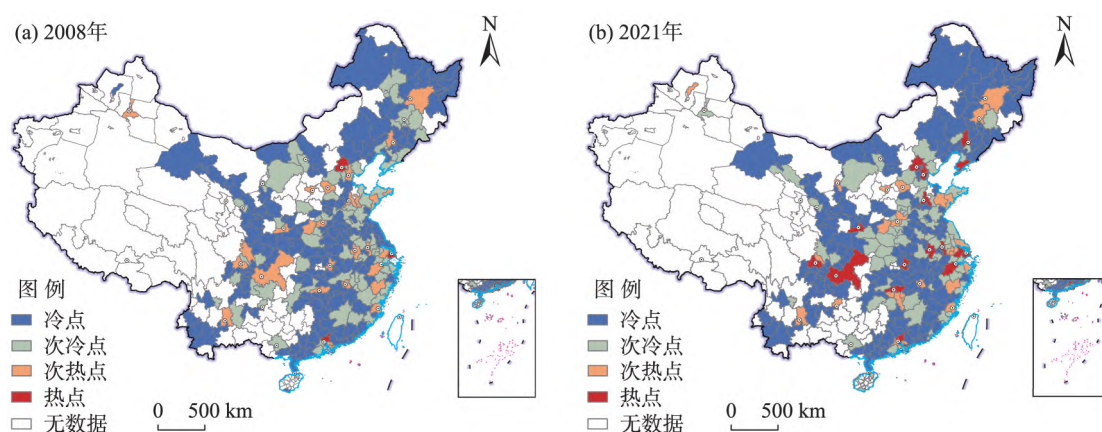 (a) 2008年
N
图 例
冷点
次冷点
次热点
热点
无数据
0 500 km
(b) 2021年
N
图 例
冷点
次冷点
次热点
热点
无数据
0 500 km